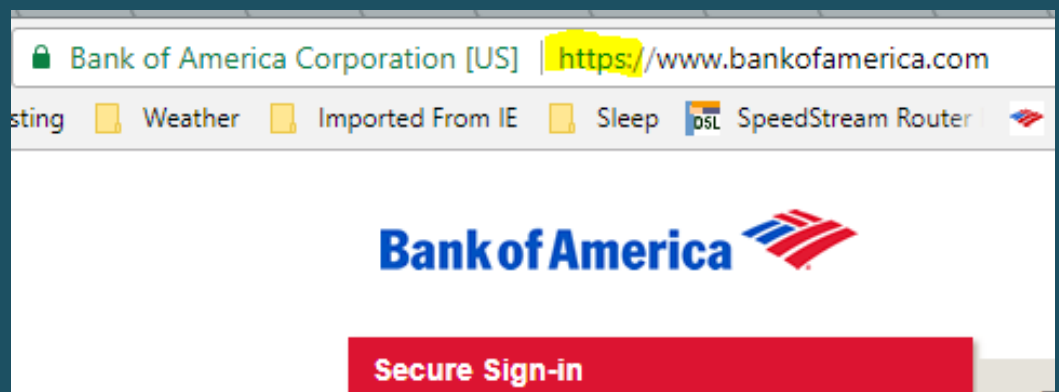 Bank of America Corporation [US] https://www.bankofamerica.com
sting Weather Imported From IE Sleep DSL SpeedStream Router
Bank of America
Secure Sign-in